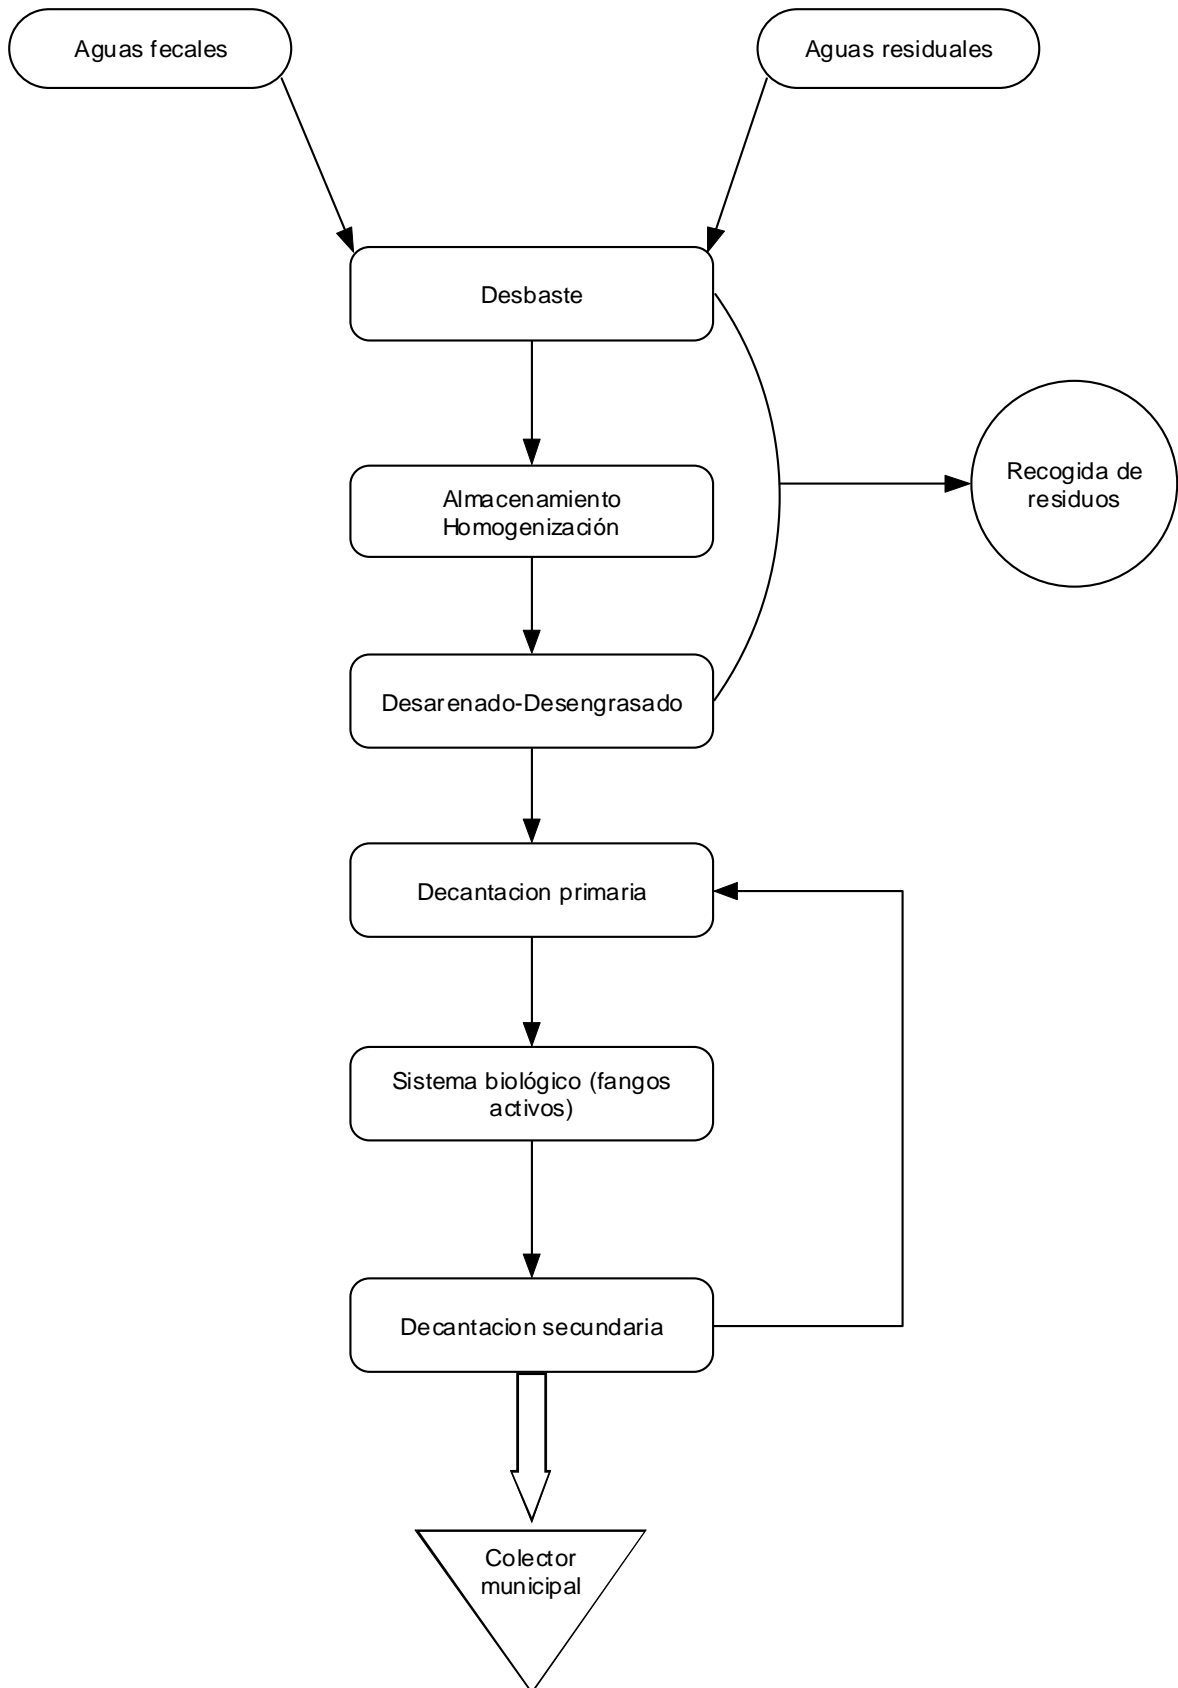 Aguas fecales
Aguas residuales
Desbaste
Recogida de
residuos
Almacenamiento
Homogenización
Desarenado-Desengrasado
Decantacion primaria
Sistema biológico (fangos
activos)
Decantacion secundaria
Colector
municipal